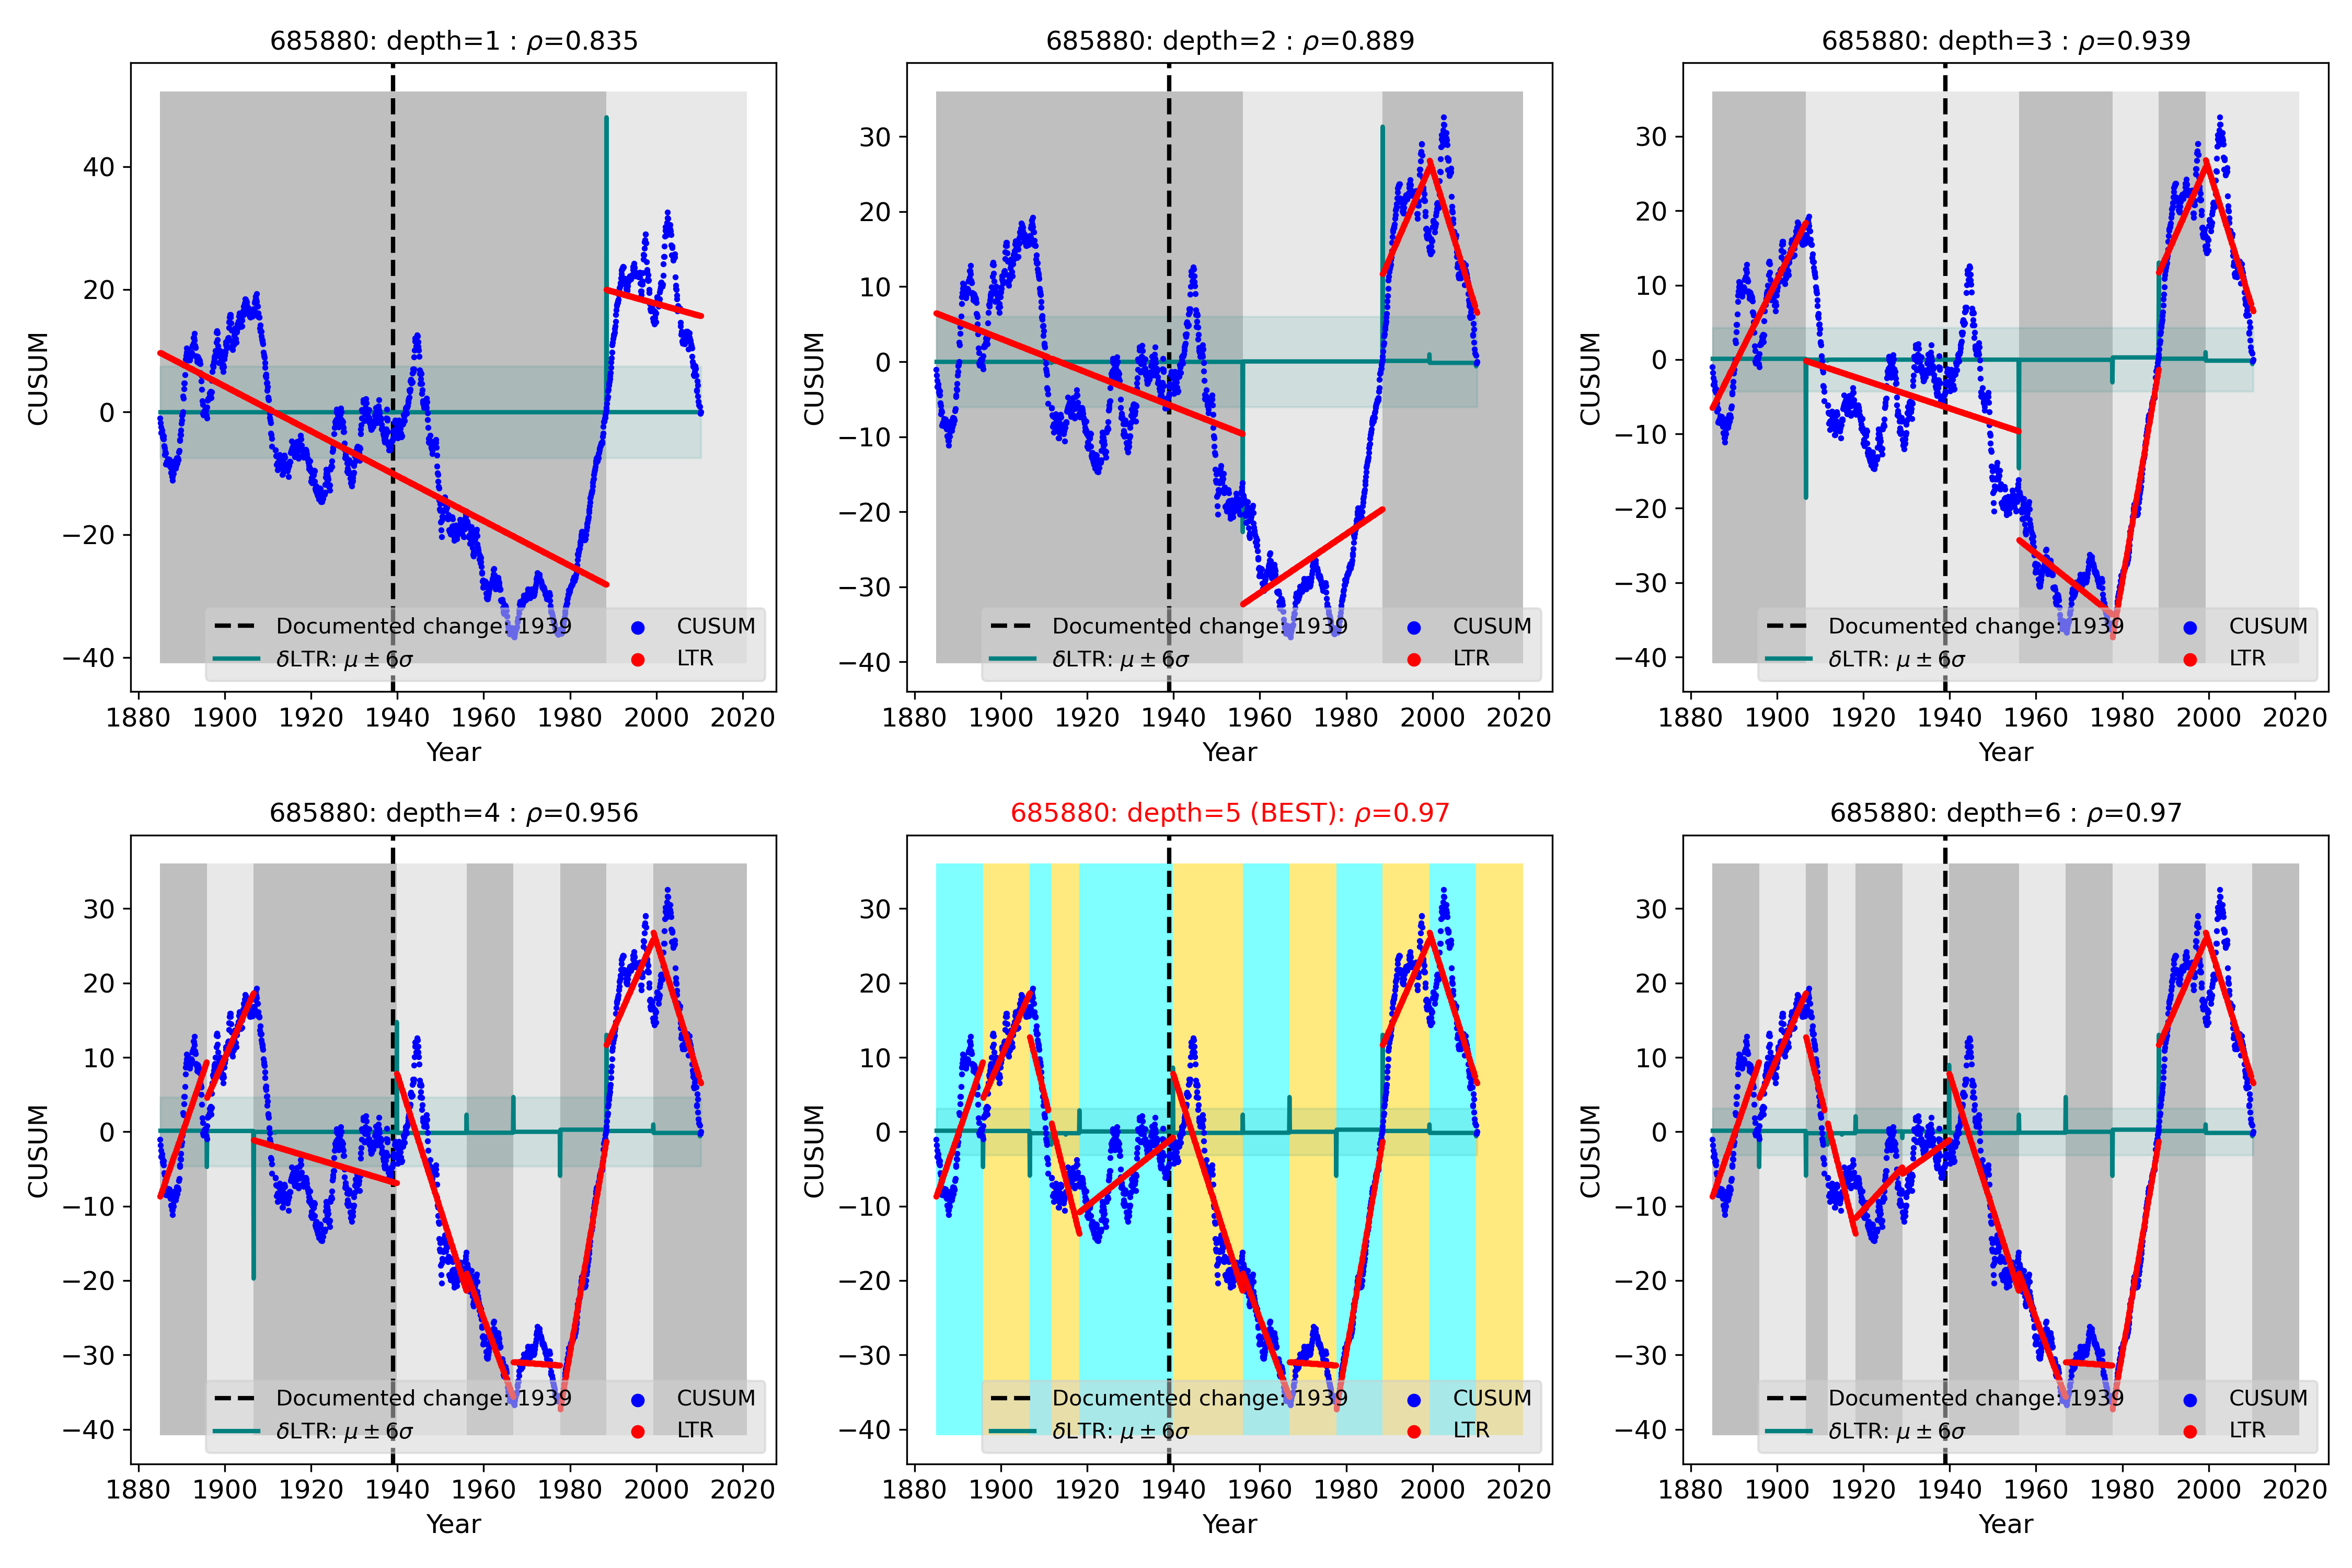 685880: depth=1 : ρ=0.835
CUSUM
40
20
0
−20
−40
Documented change: 1939
δLTR: μ ± 6σ
CUSUM
LTR
1880 1900 1920 1940 1960 1980 2000 2020
Year
685880: depth=2 : ρ=0.889
CUSUM
30
20
10
0
−10
−20
−30
−40
Documented change: 1939
δLTR: μ ± 6σ
CUSUM
LTR
1880 1900 1920 1940 1960 1980 2000 2020
Year
685880: depth=3 : ρ=0.939
CUSUM
30
20
10
0
−10
−20
−30
−40
Documented change: 1939
δLTR: μ ± 6σ
CUSUM
LTR
1880 1900 1920 1940 1960 1980 2000 2020
Year
685880: depth=4 : ρ=0.956
CUSUM
30
20
10
0
−10
−20
−30
−40
Documented change: 1939
δLTR: μ ± 6σ
CUSUM
LTR
1880 1900 1920 1940 1960 1980 2000 2020
Year
685880: depth=5 (BEST): ρ=0.97
CUSUM
30
20
10
0
−10
−20
−30
−40
Documented change: 1939
δLTR: μ ± 6σ
CUSUM
LTR
1880 1900 1920 1940 1960 1980 2000 2020
Year
685880: depth=6 : ρ=0.97
CUSUM
30
20
10
0
−10
−20
−30
−40
Documented change: 1939
δLTR: μ ± 6σ
CUSUM
LTR
1880 1900 1920 1940 1960 1980 2000 2020
Year